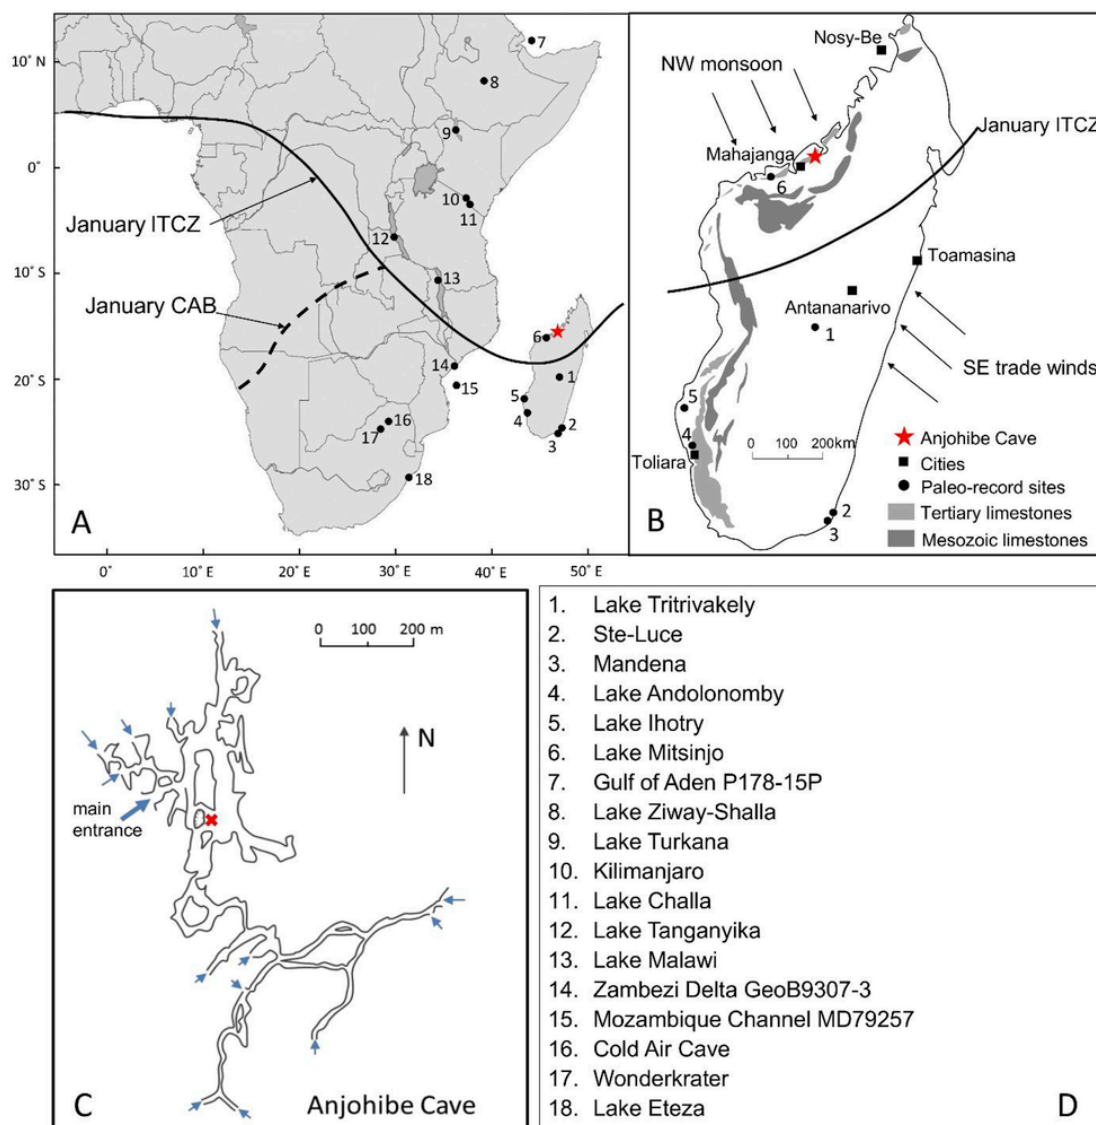 10° N
0°
10° S
20° S
30° S
0°
10° E
20° E
30° E
40° E
50° E
January ITCZ
January CAB
7
8
9
10
11
12
13
6
14
15
1
5
4
2
3
16
17
18
A
Nosy-Be
NW monsoon
January ITCZ
Mahajanga
6
Toamasina
Antananarivo
1
SE trade winds
5
4
Toliara
0 100 200km
2
3
B
Anjohibe Cave
Cities
Paleo-record sites
Tertiary limestones
Mesozoic limestones
0 100 200 m
N
main
entrance
C
Anjohibe Cave
1. Lake Tritrivakely
2. Ste-Luce
3. Mandena
4. Lake Andolonomby
5. Lake Ihotry
6. Lake Mitsinjo
7. Gulf of Aden P178-15P
8. Lake Ziway-Shalla
9. Lake Turkana
10. Kilimanjaro
11. Lake Challa
12. Lake Tanganyika
13. Lake Malawi
14. Zambezi Delta GeoB9307-3
15. Mozambique Channel MD79257
16. Cold Air Cave
17. Wonderkrater
18. Lake Eteza
D